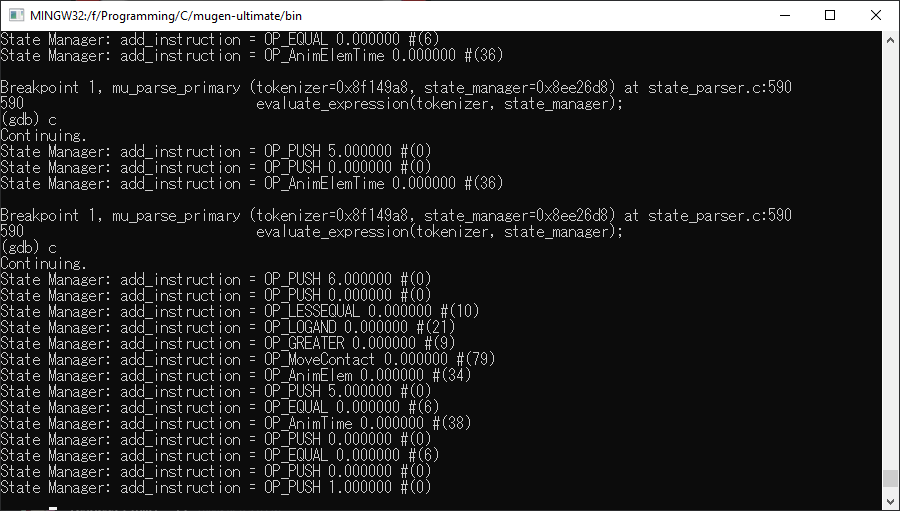 MINGW32:/f/Programming/C/mugen-ultimate/bin
State Manager: add_instruction = OP_EQUAL 0.000000 #(6)
State Manager: add_instruction = OP_AnimElemTime 0.000000 #(36)
Breakpoint 1, mu_parse_primary (tokenizer=0x8f149a8, state_manager=0x8ee26d8) at state_parser.c:590
590 evaluate_expression(tokenizer, state_manager);
(gdb) c
Continuing.
State Manager: add_instruction = OP_PUSH 5.000000 #(0)
State Manager: add_instruction = OP_PUSH 0.000000 #(0)
State Manager: add_instruction = OP_AnimElemTime 0.000000 #(36)
Breakpoint 1, mu_parse_primary (tokenizer=0x8f149a8, state_manager=0x8ee26d8) at state_parser.c:590
590 evaluate_expression(tokenizer, state_manager);
(gdb) c
Continuing.
State Manager: add_instruction = OP_PUSH 6.000000 #(0)
State Manager: add_instruction = OP_PUSH 0.000000 #(0)
State Manager: add_instruction = OP_LESSEQUAL 0.000000 #(10)
State Manager: add_instruction = OP_LOGAND 0.000000 #(21)
State Manager: add_instruction = OP_GREATER 0.000000 #(9)
State Manager: add_instruction = OP_MoveContact 0.000000 #(79)
State Manager: add_instruction = OP_AnimElem 0.000000 #(34)
State Manager: add_instruction = OP_PUSH 5.000000 #(0)
State Manager: add_instruction = OP_EQUAL 0.000000 #(6)
State Manager: add_instruction = OP_AnimTime 0.000000 #(38)
State Manager: add_instruction = OP_PUSH 0.000000 #(0)
State Manager: add_instruction = OP_EQUAL 0.000000 #(6)
State Manager: add_instruction = OP_PUSH 0.000000 #(0)
State Manager: add_instruction = OP_PUSH 1.000000 #(0)